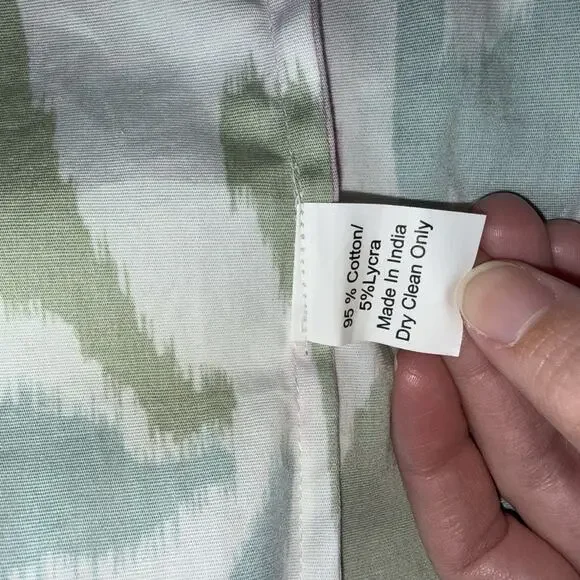 95 % Cotton/
5%Lycra
Made In India
Dry Clean Only